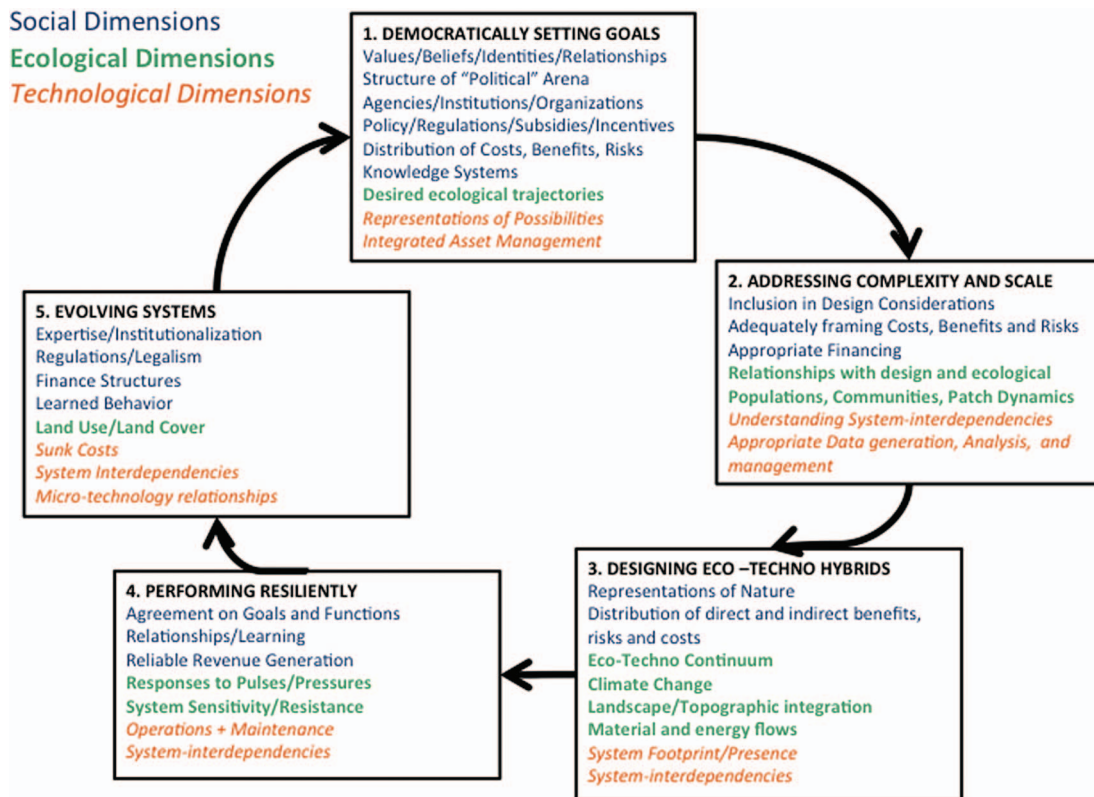 Social Dimensions
Ecological Dimensions
Technological Dimensions
1. DEMOCRATICALLY SETTING GOALS
Values/Beliefs/Identities/Relationships
Structure of “Political” Arena
Agencies/Institutions/Organizations
Policy/Regulations/Subsidies/Incentives
Distribution of Costs, Benefits, Risks
Knowledge Systems
Desired ecological trajectories
Representations of Possibilities
Integrated Asset Management
2. ADDRESSING COMPLEXITY AND SCALE
Inclusion in Design Considerations
Adequately framing Costs, Benefits and Risks
Appropriate Financing
Relationships with design and ecological
Populations, Communities, Patch Dynamics
Understanding System-interdependencies
Appropriate Data generation, Analysis, and
management
3. DESIGNING ECO –TECHNO HYBRIDS
Representations of Nature
Distribution of direct and indirect benefits,
risks and costs
Eco-Techno Continuum
Climate Change
Landscape/Topographic integration
Material and energy flows
System Footprint/Presence
System-interdependencies
4. PERFORMING RESILIENTLY
Agreement on Goals and Functions
Relationships/Learning
Reliable Revenue Generation
Responses to Pulses/Pressures
System Sensitivity/Resistance
Operations + Maintenance
System-interdependencies
5. EVOLVING SYSTEMS
Expertise/Institutionalization
Regulations/Legalism
Finance Structures
Learned Behavior
Land Use/Land Cover
Sunk Costs
System Interdependencies
Micro-technology relationships